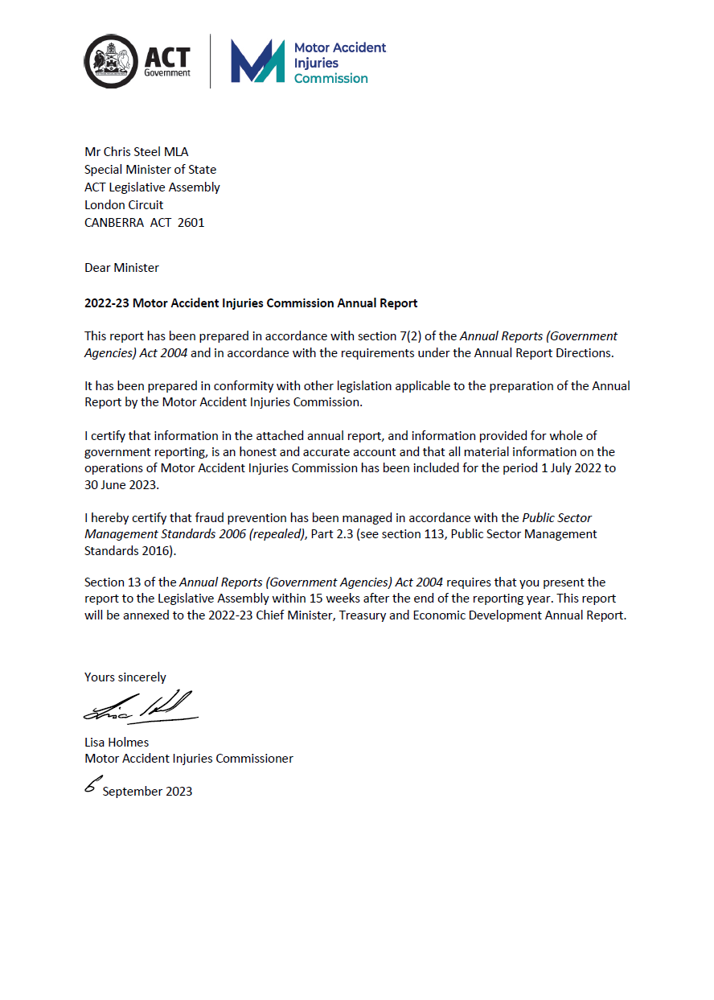 ACT
Government
Motor Accident
Injuries
Commission
Mr Chris Steel MLA
Special Minister of State
ACT Legislative Assembly
London Circuit
CANBERRA  ACT  2601
Dear Minister
2022-23 Motor Accident Injuries Commission Annual Report
This report has been prepared in accordance with section 7(2) of the Annual Reports (Government
Agencies) Act 2004 and in accordance with the requirements under the Annual Report Directions.
It has been prepared in conformity with other legislation applicable to the preparation of the Annual
Report by the Motor Accident Injuries Commission.
I certify that information in the attached annual report, and information provided for whole of
government reporting, is an honest and accurate account and that all material information on the
operations of Motor Accident Injuries Commission has been included for the period 1 July 2022 to
30 June 2023.
I hereby certify that fraud prevention has been managed in accordance with the Public Sector
Management Standards 2006 (repealed), Part 2.3 (see section 113, Public Sector Management
Standards 2016).
Section 13 of the Annual Reports (Government Agencies) Act 2004 requires that you present the
report to the Legislative Assembly within 15 weeks after the end of the reporting year. This report
will be annexed to the 2022-23 Chief Minister, Treasury and Economic Development Annual Report.
Yours sincerely
Lisa Holmes
Motor Accident Injuries Commissioner
6 September 2023